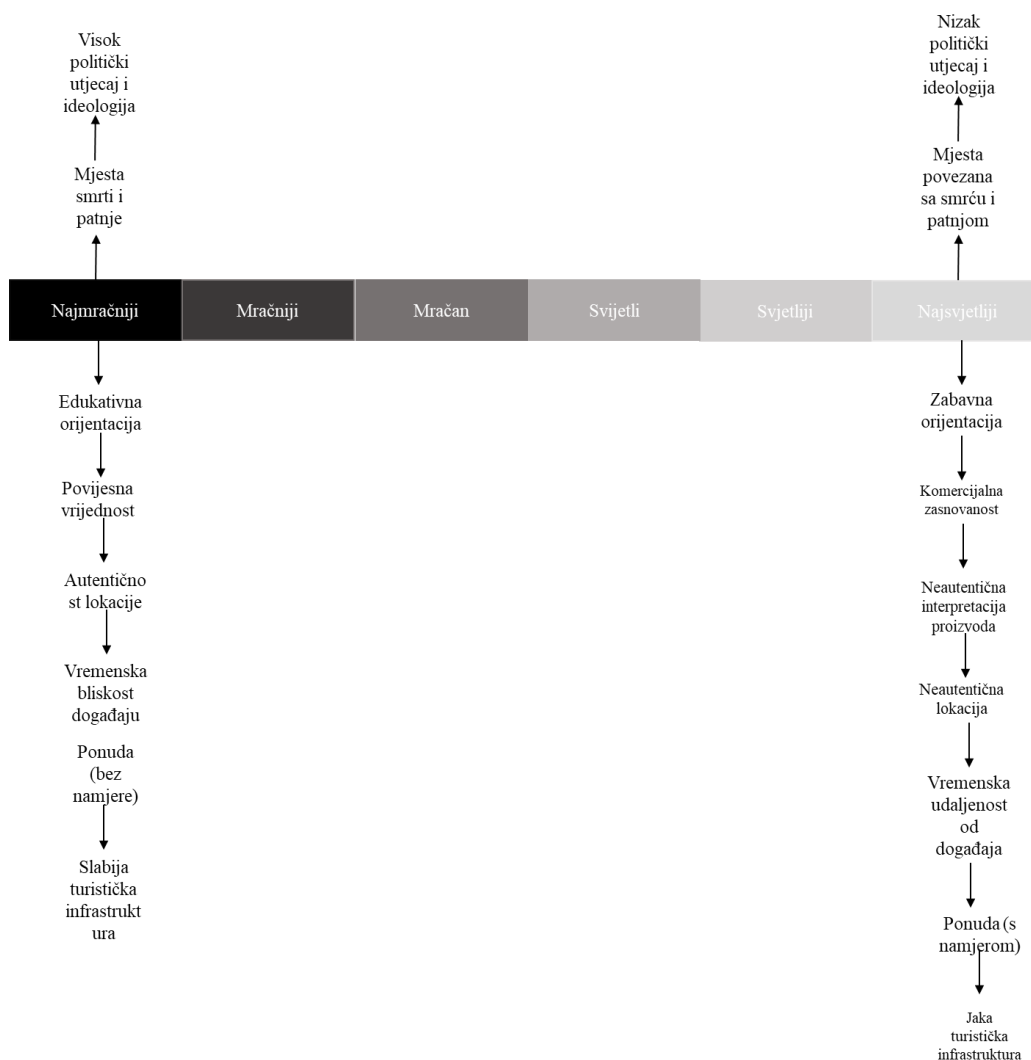 Visok
politički
utjecaj i
ideologija
Mjesta
smrti i
patnje
Nizak
politički
utjecaj i
ideologija
Mjesta
povezana
sa smrću i
patnjom
Najmračniji
Mračniji
Mračan
Svijetli
Svjetliji
Najsvjetliji
Edukativna
orijentacija
Povijesna
vrijednost
Autentično
st lokacije
Vremenska
bliskost
događaju
Ponuda
(bez
namjere)
Slabija
turistička
infrastrukt
ura
Zabavna
orijentacija
Komercijalna
zasnovanost
Neautentična
interpretacija
proizvoda
Neautentična
lokacija
Vremenska
udaljenost
od
događaja
Ponuda (s
namjerom)
Jaka
turistička
infrastruktura